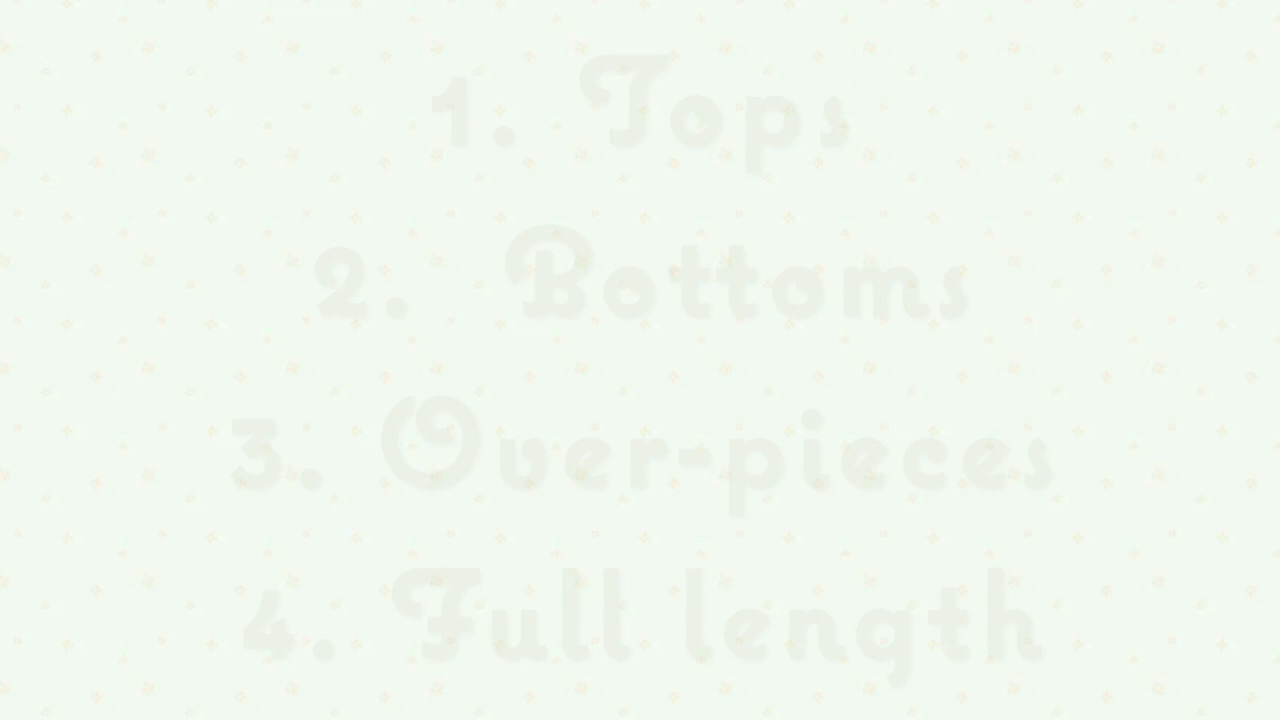 1. Tops
2. Bottoms
3. Over-pieces
4. Full length